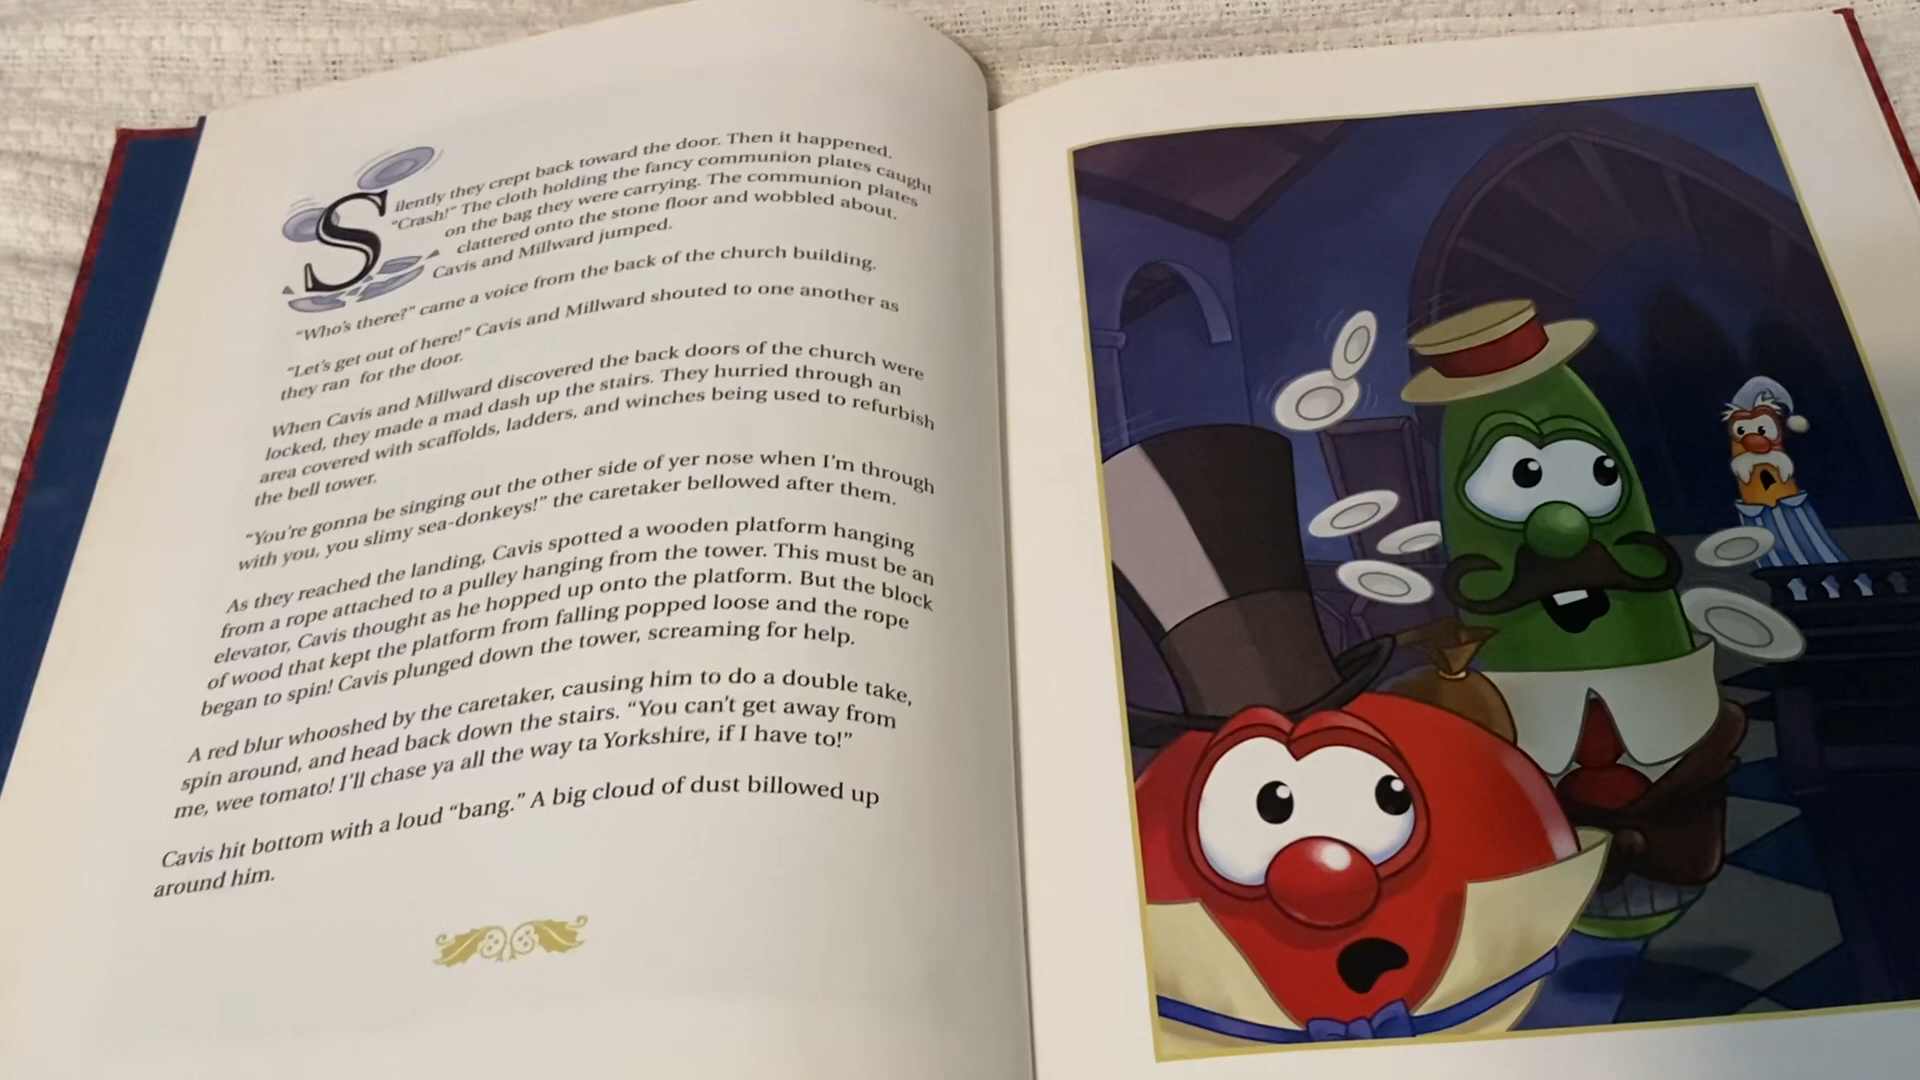 Silently they crept back toward the door. Then it happened.
"Crash!" The cloth holding the fancy communion plates caught
on the bag they were carrying. The communion plates
clattered onto the stone floor and wobbled about.
Cavis and Millward jumped.
"Who's there?" came a voice from the back of the church building.
"Let's get out of here!" Cavis and Millward shouted to one another as
they ran for the door.
When Cavis and Millward discovered the back doors of the church were
locked, they made a mad dash up the stairs. They hurried through an
area covered with scaffolds, ladders, and winches being used to refurbish
the bell tower.
"You're gonna be singing out the other side of yer nose when I'm through
with you, you slimy sea-donkeys!" the caretaker bellowed after them.
As they reached the landing, Cavis spotted a wooden platform hanging
from a rope attached to a pulley hanging from the tower. This must be an
elevator, Cavis thought as he hopped up onto the platform. But the block
of wood that kept the platform from falling popped loose and the rope
began to spin! Cavis plunged down the tower, screaming for help.
A red blur whooshed by the caretaker, causing him to do a double take,
spin around, and head back down the stairs. "You can't get away from
me, wee tomato! I'll chase ya all the way ta Yorkshire, if I have to!"
Cavis hit bottom with a loud "bang." A big cloud of dust billowed up
around him.